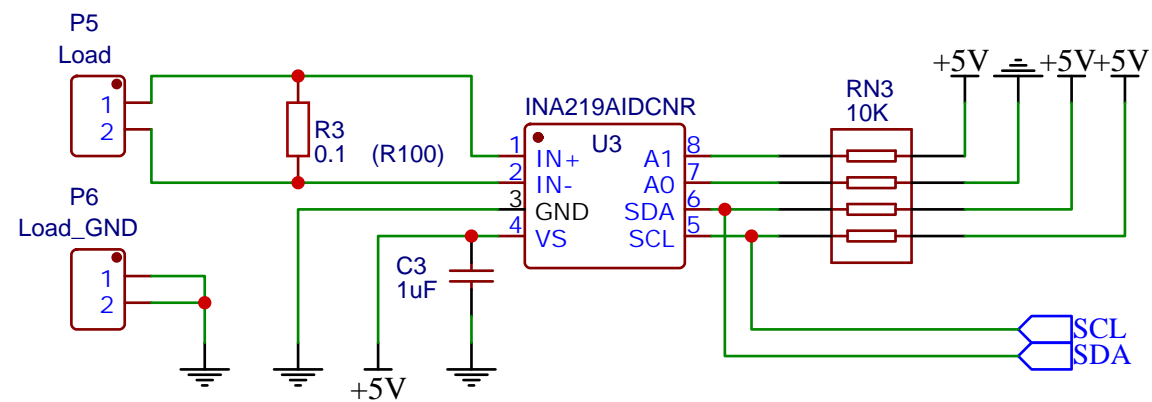 P5
Load
1
2
R3
0.1
(R100)
P6
Load_GND
1
2
C3
1uF
+5V
INA219AIDCNR
U3
1
IN+
2
IN-
3
GND
4
VS
8
A1
7
A0
6
SDA
5
SCL
RN3
10K
+5V
+5V
+5V
SCL
SDA